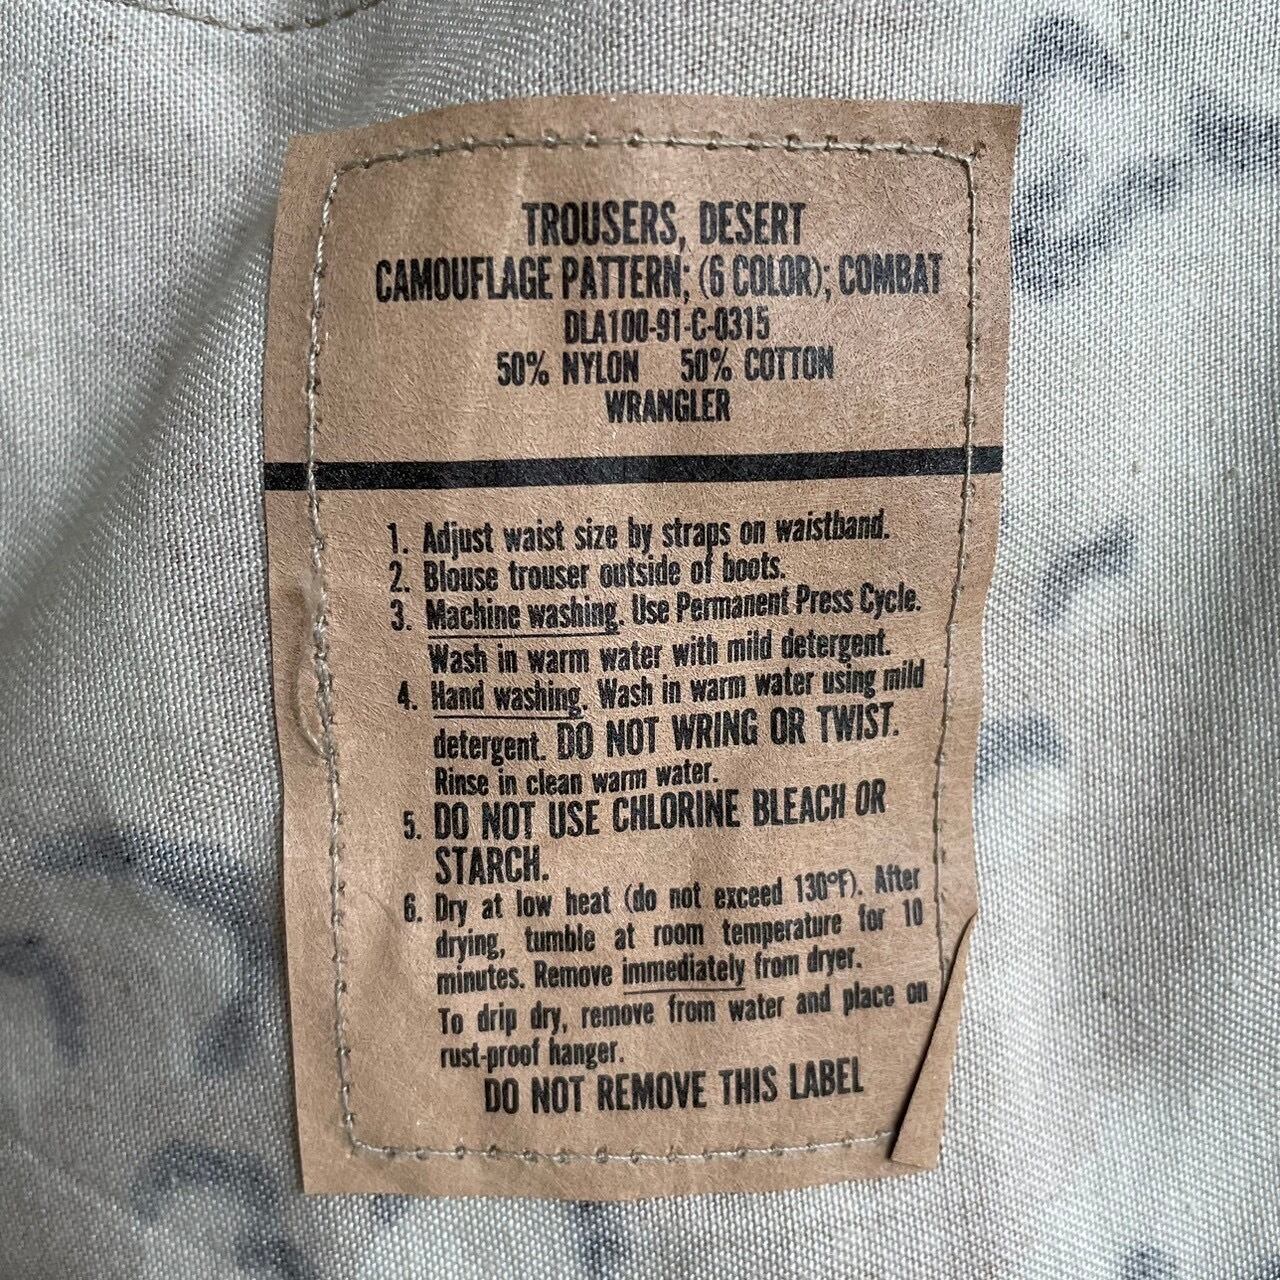 TROUSERS, DESERT
CAMOUFLAGE PATTERN; (6 COLOR); COMBAT
DLA100-91-C-0315
50% NYLON 50% COTTON
WRANGLER
1. Adjust waist size by straps on waistband.
2. Blouse trouser outside of boots.
3. Machine washing. Use Permanent Press Cycle.
Wash in warm water with mild detergent.
4. Hand washing. Wash in warm water using mild
detergent. DO NOT WRING OR TWIST.
Rinse in clean warm water.
5. DO NOT USE CHLORINE BLEACH OR
STARCH.
6. Dry at low heat (do not exceed 130°F). After
drying, tumble at room temperature for 10
minutes. Remove immediately from dryer.
To drip dry, remove from water and place on
rust-proof hanger.
DO NOT REMOVE THIS LABEL